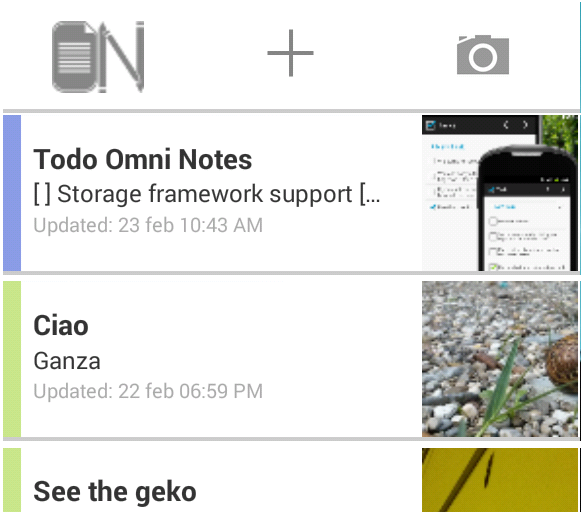 Todo Omni Notes
[ ] Storage framework support [...
Updated: 23 feb 10:43 AM
Ciao
Ganza
Updated: 22 feb 06:59 PM
See the geko